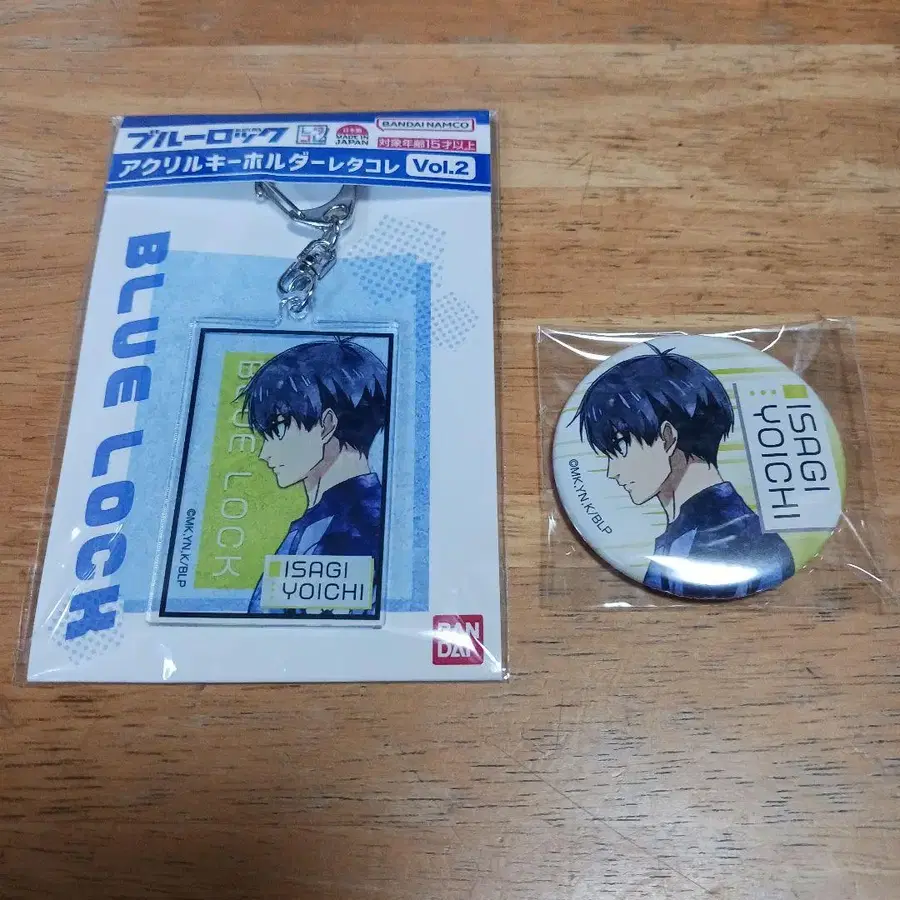 ブルーロック
日本製
MADE IN
JAPAN
BANDAI NAMCO
対象年齢15才以上
アクリルキーホルダーレタコレ Vol.2
BLUE LOCK
BLUE LOCK
©MK,YN,K/BLP
ISAGI
YOICHI
BAN
DAI
ISAGI
YOICHI
©MK,YN,K/BLP